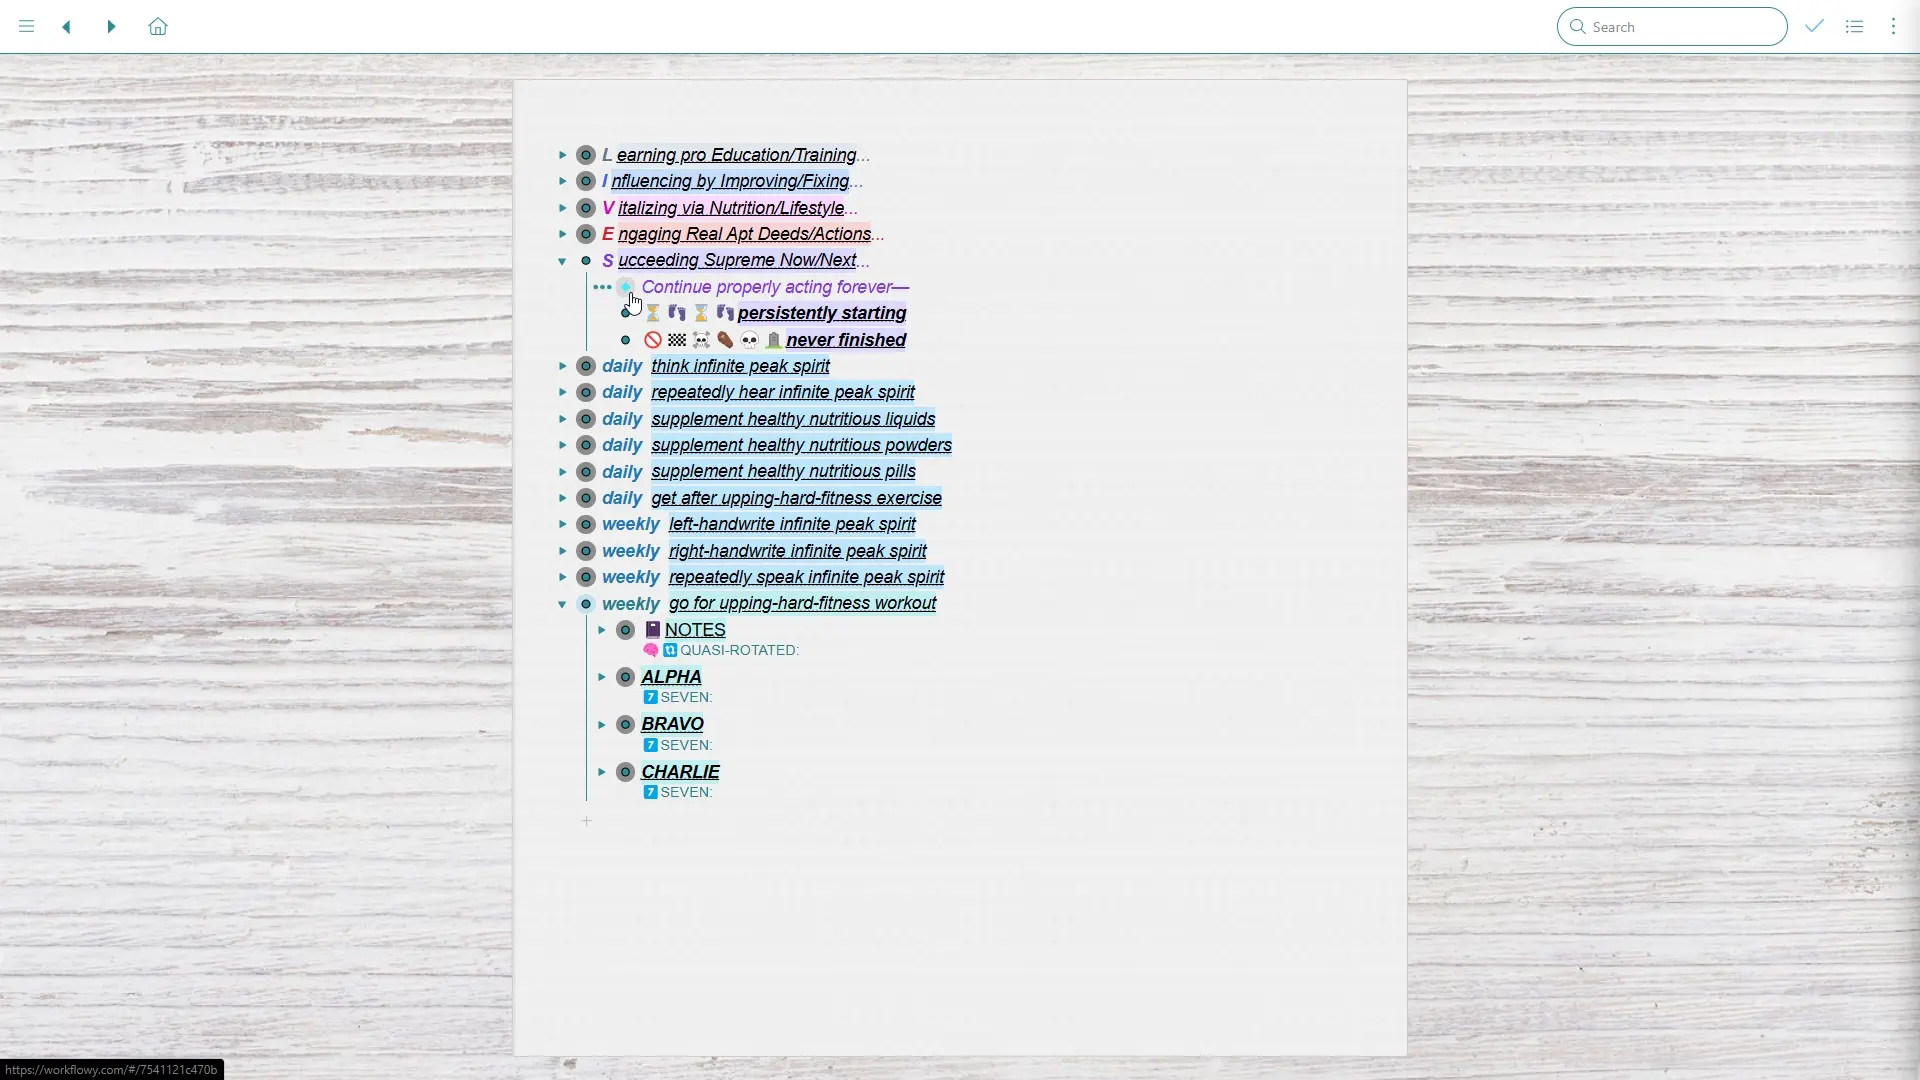 Search
L earning pro Education/Training...
I nfluencing by Improving/Fixing...
V italizing via Nutrition/Lifestyle...
E ngaging Real Apt Deeds/Actions...
S ucceeding Supreme Now/Next...
Continue properly acting forever—
⏳ 👣 ⏳ 👣 persistently starting
🚫 🏁 ☠️ ⚰️ 💀 🪦 never finished
daily think infinite peak spirit
daily repeatedly hear infinite peak spirit
daily supplement healthy nutritious liquids
daily supplement healthy nutritious powders
daily supplement healthy nutritious pills
daily get after upping-hard-fitness exercise
weekly left-handwrite infinite peak spirit
weekly right-handwrite infinite peak spirit
weekly repeatedly speak infinite peak spirit
weekly go for upping-hard-fitness workout
📓 NOTES
🧠 🔃 QUASI-ROTATED:
ALPHA
7️⃣ SEVEN:
BRAVO
7️⃣ SEVEN:
CHARLIE
7️⃣ SEVEN:
https://workflowy.com/#/7541121c470b